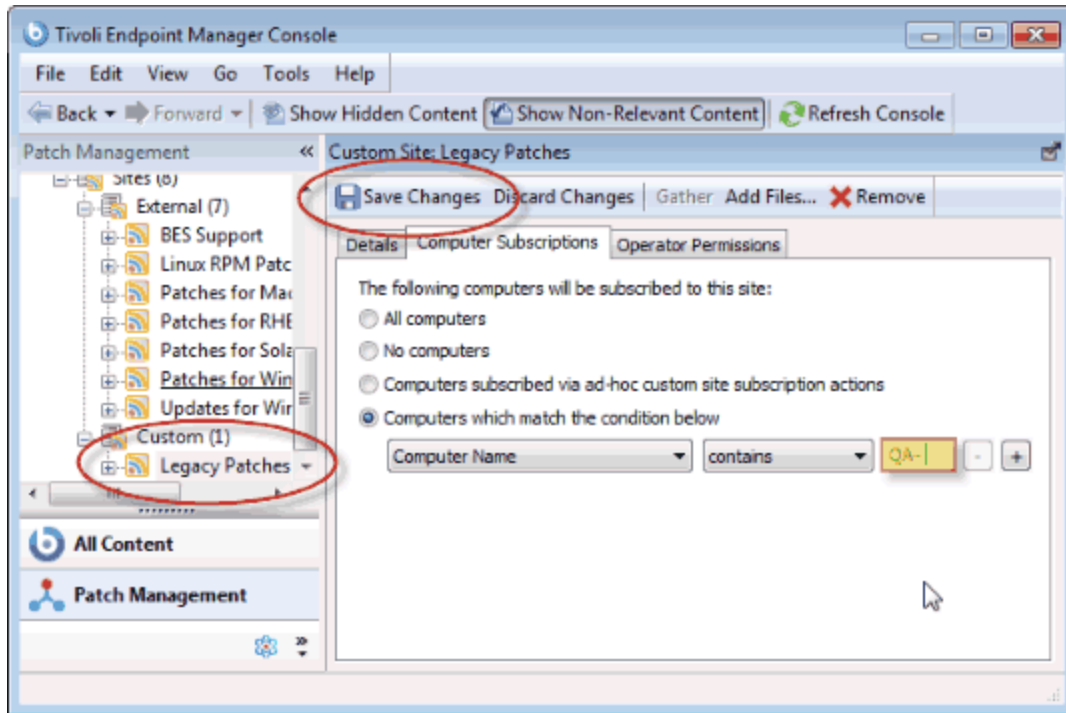 Tivoli Endpoint Manager Console
File Edit View Go Tools Help
Back Forward Show Hidden Content Show Non-Relevant Content Refresh Console
Patch Management «
Sites (8)
External (7)
BES Support
Linux RPM Patc
Patches for Mac
Patches for RHE
Patches for Sola
Patches for Win
Updates for Wir
Custom (1)
Legacy Patches
All Content
Patch Management
Custom Site: Legacy Patches
Save Changes Discard Changes Gather Add Files... Remove
Details Computer Subscriptions Operator Permissions
The following computers will be subscribed to this site:
All computers
No computers
Computers subscribed via ad-hoc custom site subscription actions
Computers which match the condition below
Computer Name contains QA- - +